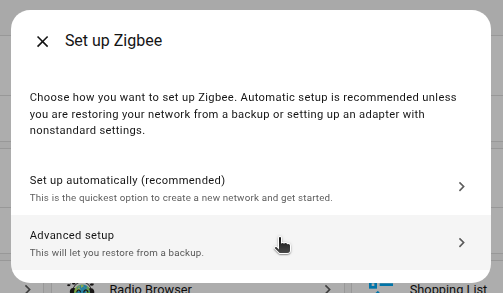 Set up Zigbee
Choose how you want to set up Zigbee. Automatic setup is recommended unless
you are restoring your network from a backup or setting up an adapter with
nonstandard settings.
Set up automatically (recommended)
This is the quickest option to create a new network and get started.
Advanced setup
This will let you restore from a backup.
Radio Browser
Shopping List